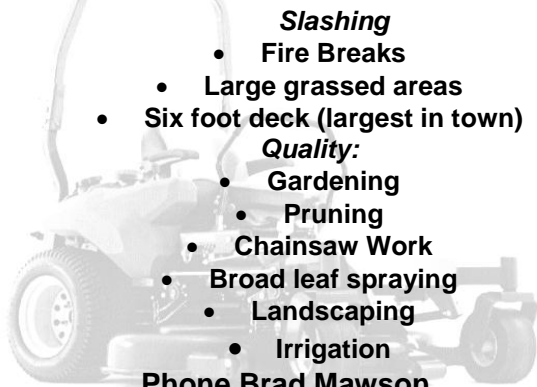 Slashing
• Fire Breaks
• Large grassed areas
• Six foot deck (largest in town)
Quality:
• Gardening
• Pruning
• Chainsaw Work
• Broad leaf spraying
• Landscaping
• Irrigation
Phone Brad Mawson